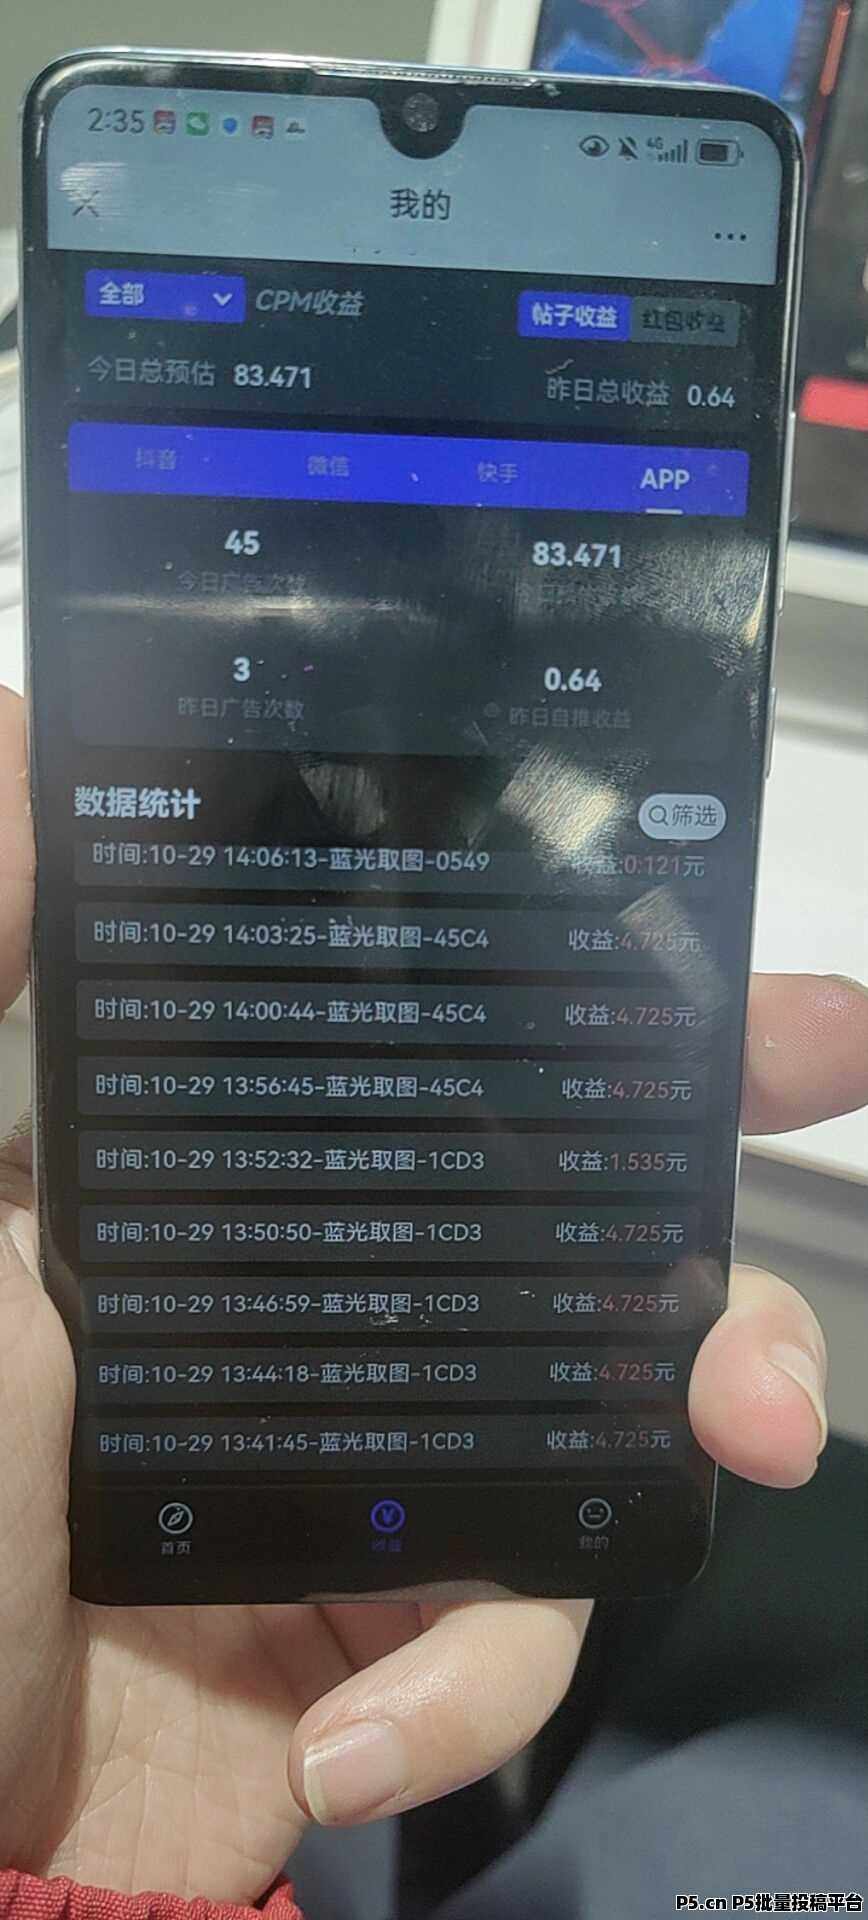 2:35
4G
我的
全部
CPM收益
帖子收益
红包收益
今日总预估 83.471
昨日总收益 0.64
抖音 微信 快手 APP
45
83.471
今日广告次数
3
0.64
昨日广告次数
昨日自推收益
数据统计
筛选
时间:10-29 14:06:13-蓝光取图-0549 收益:0.121元
时间:10-29 14:03:25-蓝光取图-45C4 收益:4.725元
时间:10-29 14:00:44-蓝光取图-45C4 收益:4.725元
时间:10-29 13:56:45-蓝光取图-45C4 收益:4.725元
时间:10-29 13:52:32-蓝光取图-1CD3 收益:1.535元
时间:10-29 13:50:50-蓝光取图-1CD3 收益:4.725元
时间:10-29 13:46:59-蓝光取图-1CD3 收益:4.725元
时间:10-29 13:44:18-蓝光取图-1CD3 收益:4.725元
时间:10-29 13:41:45-蓝光取图-1CD3 收益:4.725元
首页 收益 我的
P5.cn P5批量投稿平台